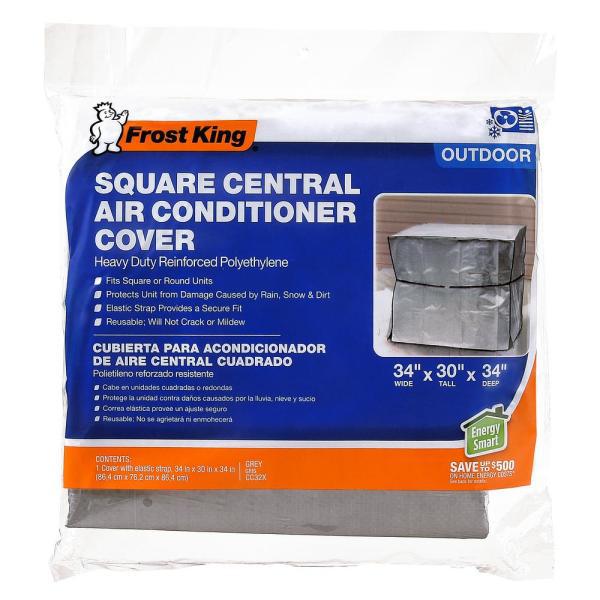 Frost King
OUTDOOR
SQUARE CENTRAL
AIR CONDITIONER
COVER
Heavy Duty Reinforced Polyethylene
Fits Square or Round Units
Protects Unit from Damage Caused by Rain, Snow & Dirt
Elastic Strap Provides a Secure Fit
Reusable; Will Not Crack or Mildew
CUBIERTA PARA ACONDICIONADOR
DE AIRE CENTRAL CUADRADO
Polietileno reforzado resistente
Cabe en unidades cuadradas o redondas
Protege la unidad contra daños causados por la lluvia, nieve y sucio
Correa elástica provee un ajuste seguro
Reusable; No se agrietará ni enmohecerá
34" x 30" x 34"
WIDE TALL DEEP
Energy
Smart
SAVE UP TO $500
ON HOME ENERGY COSTS*
See back for details.
CONTENTS:
1 Cover with elastic strap, 34 in x 30 in x 34 in
(86,4 cm x 76,2 cm x 86,4 cm)
GREY
GRIS
CC32X